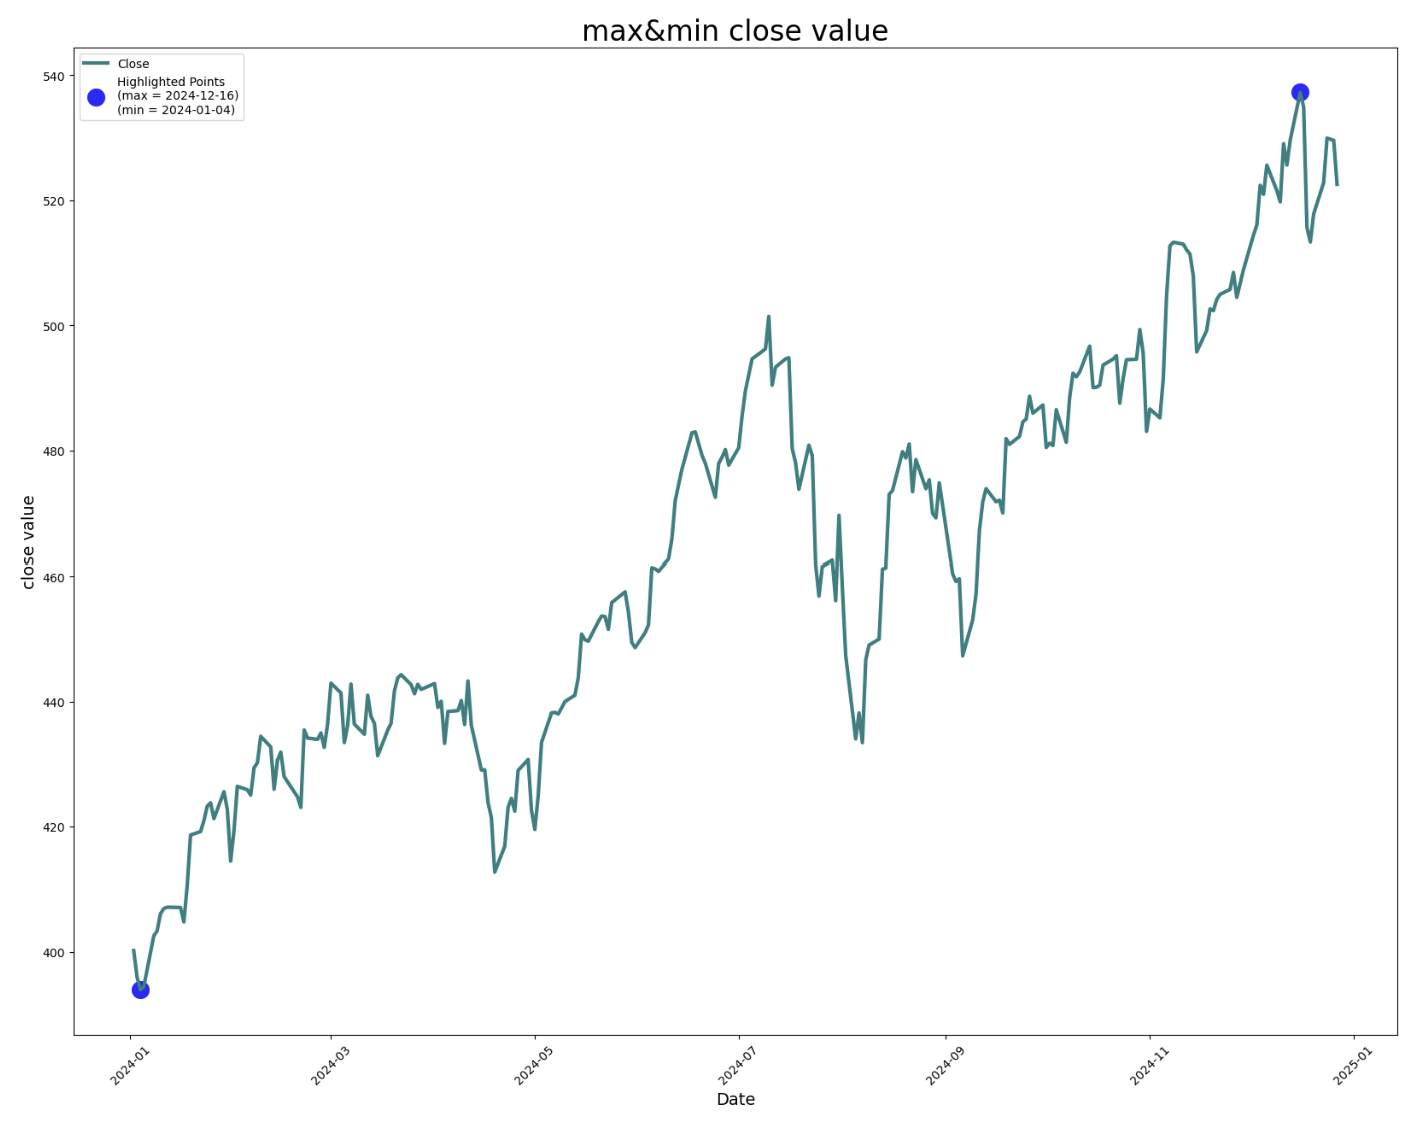 max&min close value
Close
Highlighted Points
(max = 2024-12-16)
(min = 2024-01-04)
540
520
500
480
460
440
420
400
close value
2024-01
2024-03
2024-05
2024-07
2024-09
2024-11
2025-01
Date